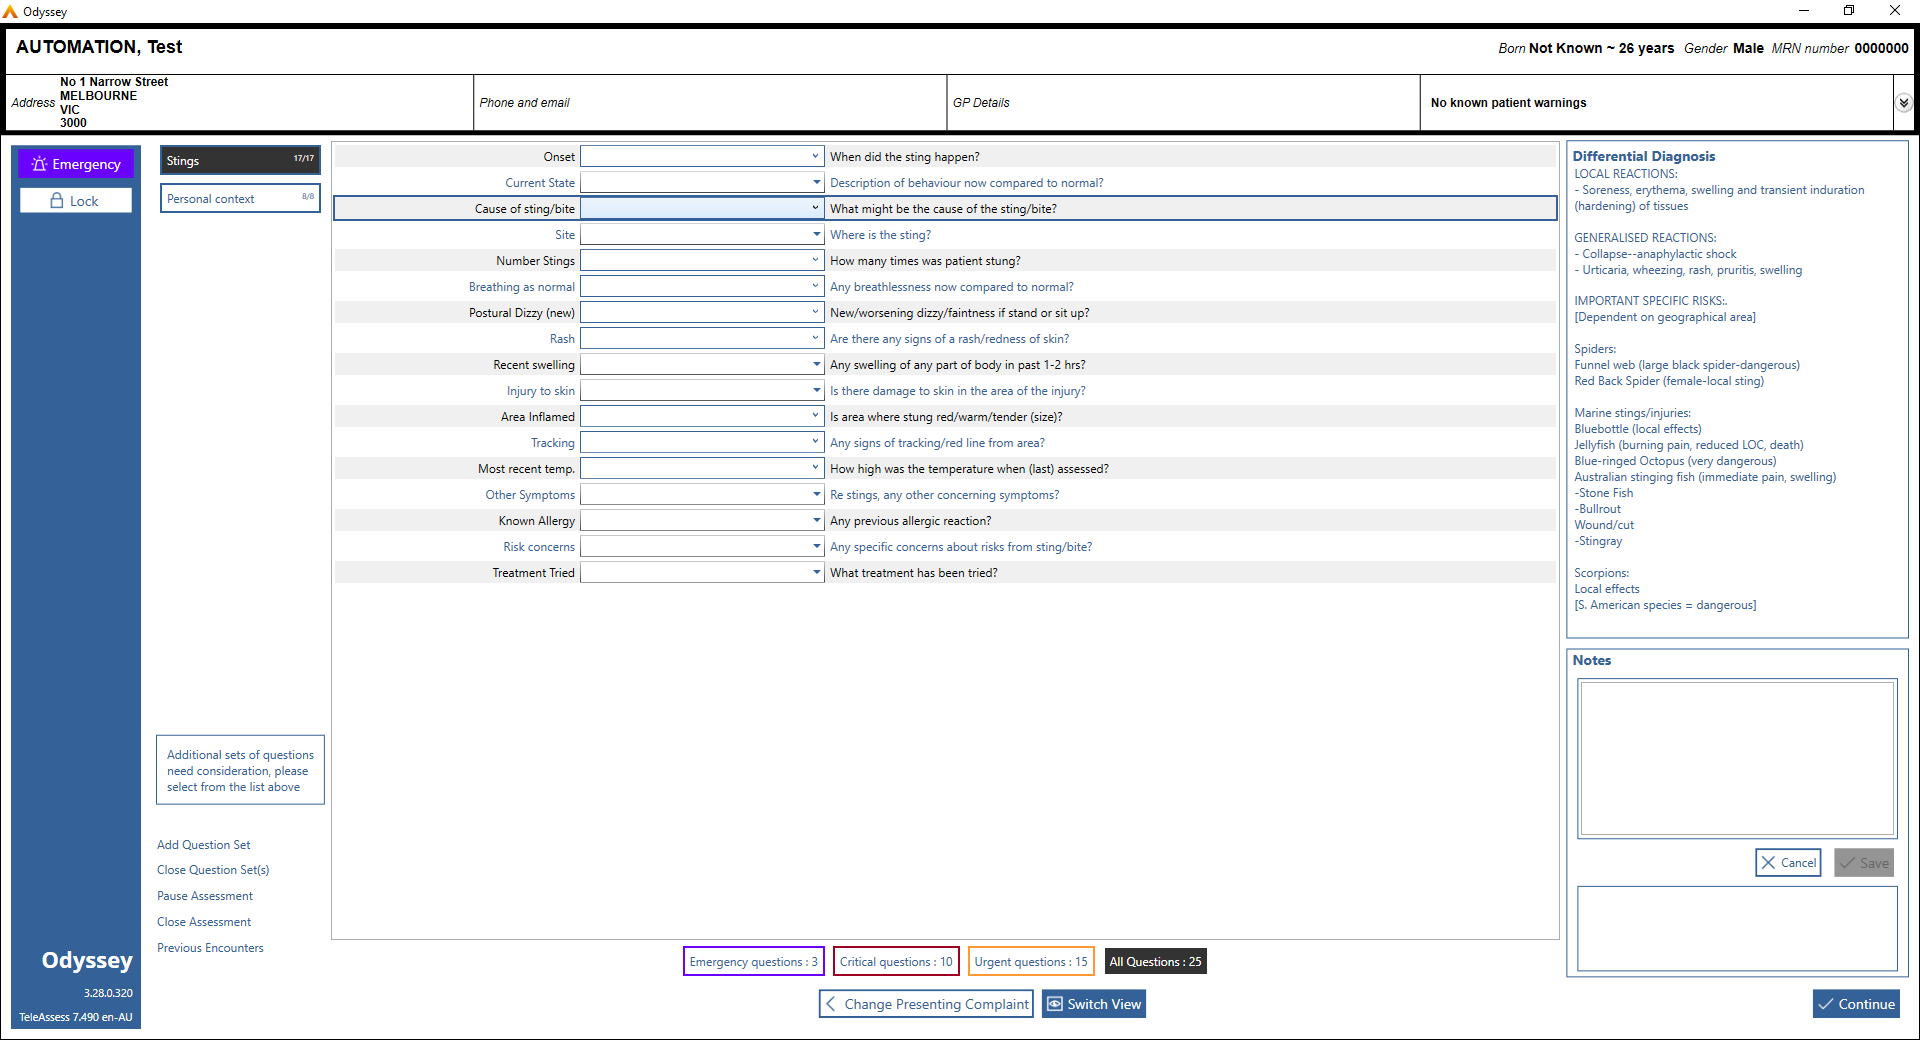 Odyssey
AUTOMATION, Test
Born Not Known ~ 26 years Gender Male MRN number 0000000
Address No 1 Narrow Street
MELBOURNE
VIC
3000
Phone and email
GP Details
No known patient warnings
Emergency
Lock
Stings 17/17
Personal context 8/8
Onset When did the sting happen?
Current State Description of behaviour now compared to normal?
Cause of sting/bite What might be the cause of the sting/bite?
Site Where is the sting?
Number Stings How many times was patient stung?
Breathing as normal Any breathlessness now compared to normal?
Postural Dizzy (new) New/worsening dizzy/faintness if stand or sit up?
Rash Are there any signs of a rash/redness of skin?
Recent swelling Any swelling of any part of body in past 1-2 hrs?
Injury to skin Is there damage to skin in the area of the injury?
Area Inflamed Is area where stung red/warm/tender (size)?
Tracking Any signs of tracking/red line from area?
Most recent temp. How high was the temperature when (last) assessed?
Other Symptoms Re stings, any other concerning symptoms?
Known Allergy Any previous allergic reaction?
Risk concerns Any specific concerns about risks from sting/bite?
Treatment Tried What treatment has been tried?
Differential Diagnosis
LOCAL REACTIONS:
- Soreness, erythema, swelling and transient induration
(hardening) of tissues
GENERALISED REACTIONS:
- Collapse--anaphylactic shock
- Urticaria, wheezing, rash, pruritis, swelling
IMPORTANT SPECIFIC RISKS:.
[Dependent on geographical area]
Spiders:
Funnel web (large black spider-dangerous)
Red Back Spider (female-local sting)
Marine stings/injuries:
Bluebottle (local effects)
Jellyfish (burning pain, reduced LOC, death)
Blue-ringed Octopus (very dangerous)
Australian stinging fish (immediate pain, swelling)
-Stone Fish
-Bullrout
Wound/cut
-Stingray
Scorpions:
Local effects
[S. American species = dangerous]
Notes
Cancel
Save
Additional sets of questions
need consideration, please
select from the list above
Add Question Set
Close Question Set(s)
Pause Assessment
Close Assessment
Previous Encounters
Odyssey
3.28.0.320
TeleAssess 7.490 en-AU
Emergency questions : 3
Critical questions : 10
Urgent questions : 15
All Questions : 25
Change Presenting Complaint
Switch View
Continue